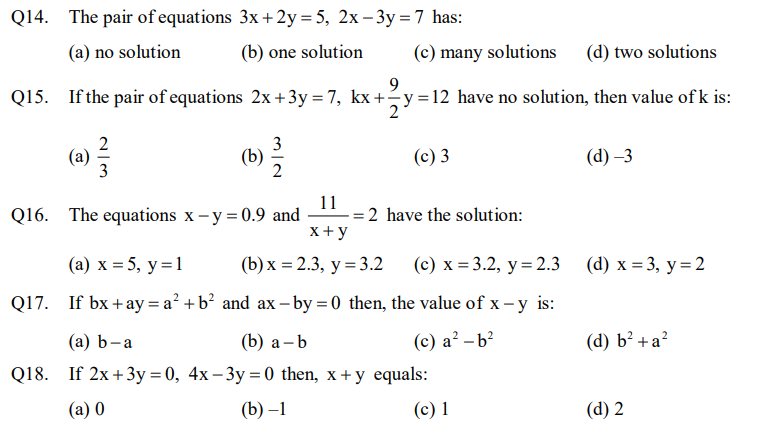 Q14. The pair of equations 3x + 2y = 5, 2x – 3y = 7 has:
(a) no solution (b) one solution (c) many solutions (d) two solutions
Q15. If the pair of equations 2x + 3y = 7, kx + 9/2 y = 12 have no solution, then value of k is:
(a) 2/3 (b) 3/2 (c) 3 (d) –3
Q16. The equations x – y = 0.9 and 11/(x + y) = 2 have the solution:
(a) x = 5, y = 1 (b) x = 2.3, y = 3.2 (c) x = 3.2, y = 2.3 (d) x = 3, y = 2
Q17. If bx + ay = a² + b² and ax – by = 0 then, the value of x – y is:
(a) b – a (b) a – b (c) a² – b² (d) b² + a²
Q18. If 2x + 3y = 0, 4x – 3y = 0 then, x + y equals:
(a) 0 (b) –1 (c) 1 (d) 2